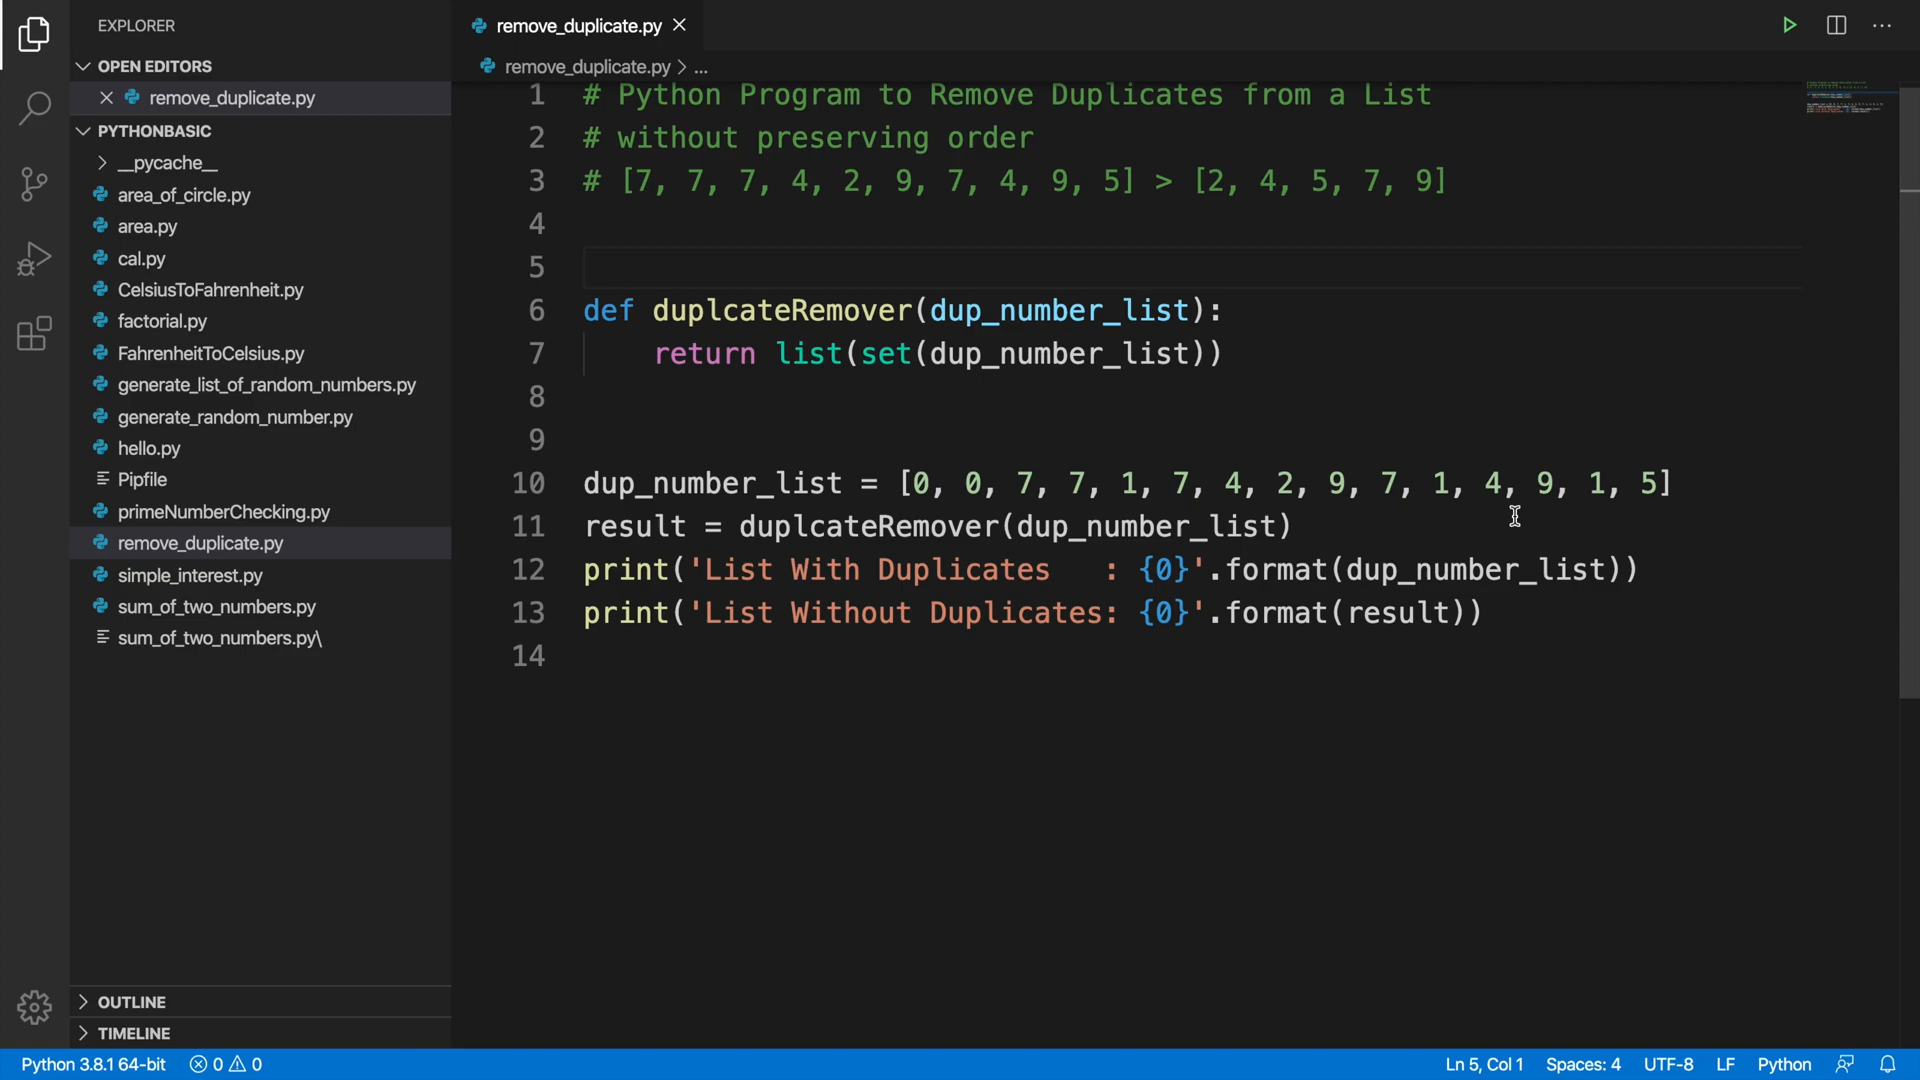 EXPLORER
OPEN EDITORS
remove_duplicate.py
PYTHONBASIC
__pycache__
area_of_circle.py
area.py
cal.py
CelsiusToFahrenheit.py
factorial.py
FahrenheitToCelsius.py
generate_list_of_random_numbers.py
generate_random_number.py
hello.py
Pipfile
primeNumberChecking.py
remove_duplicate.py
simple_interest.py
sum_of_two_numbers.py
sum_of_two_numbers.py\
OUTLINE
TIMELINE
remove_duplicate.py
remove_duplicate.py > ...
1 # Python Program to Remove Duplicates from a List
2 # without preserving order
3 # [7, 7, 7, 4, 2, 9, 7, 4, 9, 5] > [2, 4, 5, 7, 9]
4
5
6 def duplcateRemover(dup_number_list):
7     return list(set(dup_number_list))
8
9
10 dup_number_list = [0, 0, 7, 7, 1, 7, 4, 2, 9, 7, 1, 4, 9, 1, 5]
11 result = duplcateRemover(dup_number_list)
12 print('List With Duplicates   : {0}'.format(dup_number_list))
13 print('List Without Duplicates: {0}'.format(result))
14
Python 3.8.1 64-bit 0 0 Ln 5, Col 1 Spaces: 4 UTF-8 LF Python